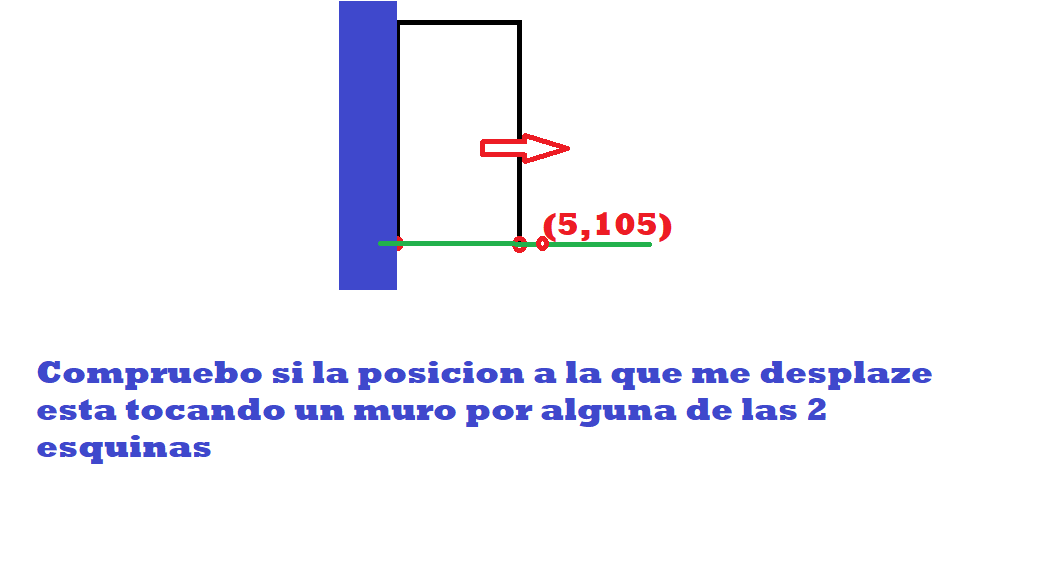 (5,105)
Compruebo si la posicion a la que me desplaze
esta tocando un muro por alguna de las 2
esquinas